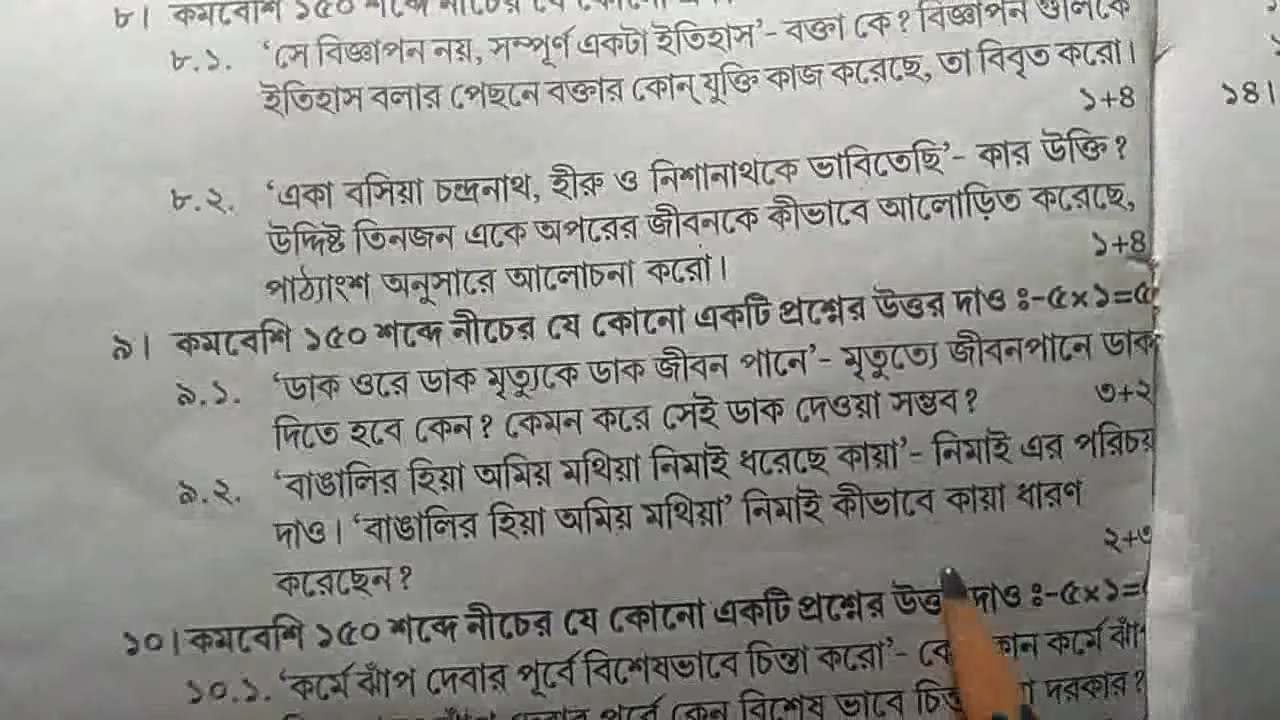 ৮। কমবেশি ১৫০ শব্দে নীচের যে
৮.১. ‘সে বিজ্ঞাপন নয়, সম্পূর্ণ একটা ইতিহাস’- বক্তা কে? বিজ্ঞাপন
ইতিহাস বলার পেছনে বক্তার কোন্ যুক্তি কাজ করেছে, তা বিবৃত করো।
১+৪
১৪।
৮.২. ‘একা বসিয়া চন্দ্রনাথ, হীরু ও নিশানাথকে ভাবিতেছি’- কার উক্তি?
উদ্দিষ্ট তিনজন একে অপরের জীবনকে কীভাবে আলোড়িত করেছে,
পাঠ্যাংশ অনুসারে আলোচনা করো।
১+৪
৯। কমবেশি ১৫০ শব্দে নীচের যে কোনো একটি প্রশ্নের উত্তর দাও ঃ-৫×১=৫
৯.১. ‘ডাক ওরে ডাক মৃত্যুকে ডাক জীবন পানে’- মৃত্যুতে জীবনপানে ডাক
দিতে হবে কেন? কেমন করে সেই ডাক দেওয়া সম্ভব?
৩+২
৯.২. ‘বাঙালির হিয়া অমিয় মথিয়া নিমাই ধরেছে কায়া’- নিমাই এর পরিচয়
দাও। ‘বাঙালির হিয়া অমিয় মথিয়া’ নিমাই কীভাবে কায়া ধারণ
করেছেন?
২+৩
১০। কমবেশি ১৫০ শব্দে নীচের যে কোনো একটি প্রশ্নের দাও ঃ-৫×১=
১০.১. ‘কর্মে ঝাঁপ দেবার পূর্বে বিশেষভাবে চিন্তা করো’- কর্মে
কেন বিশেষ ভাবে দরকার?